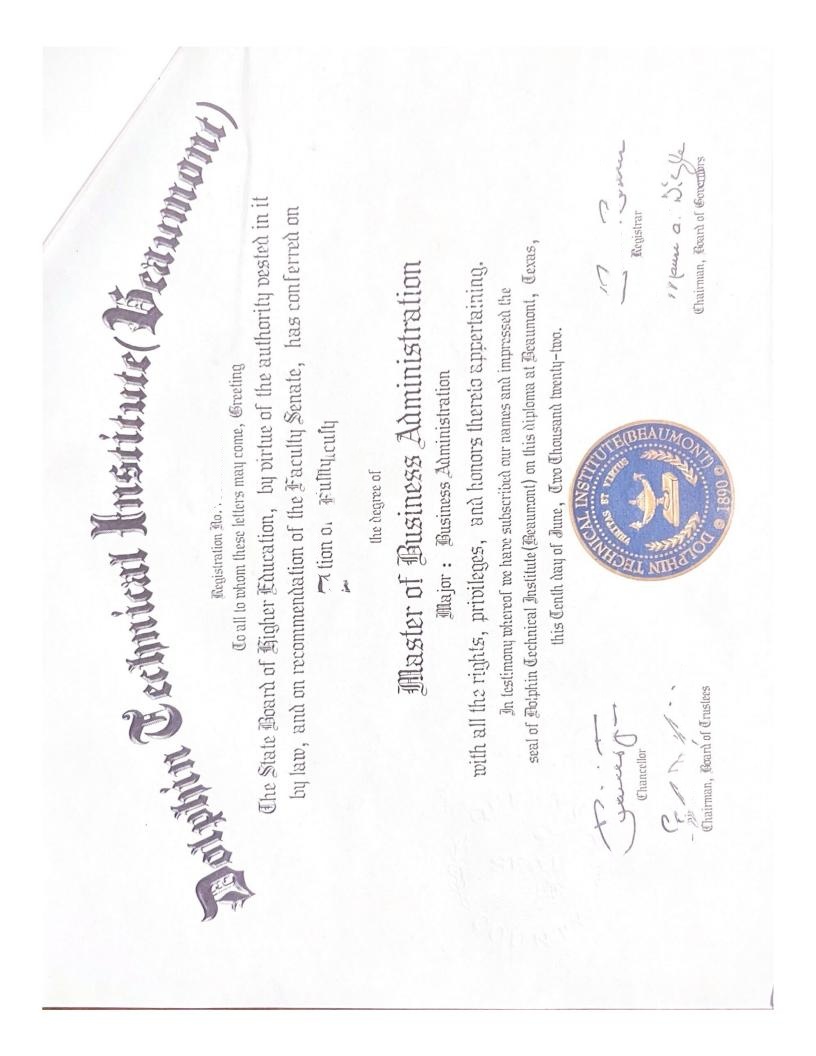 Dolphin Technical Institute(Beaumont)
Registration No.
To all to whom these letters may come, Greeting
The State Board of Higher Education, by virtue of the authority vested in it
by law, and on recommendation of the Faculty Senate, has conferred on
the degree of
Master of Business Administration
Major : Business Administration
with all the rights, privileges, and honors thereto appertaining.
In testimony whereof we have subscribed our names and impressed the
seal of Dolphin Technical Institute(Beaumont) on this diploma at Beaumont, Texas,
this Tenth day of June, Two Thousand twenty-two.
Chancellor
Chairman, Board of Trustees
DOLPHIN TECHNICAL INSTITUTE(BEAUMONT)
VERITAS ET VIRTUS
1890
Registrar
Chairman, Board of Governors